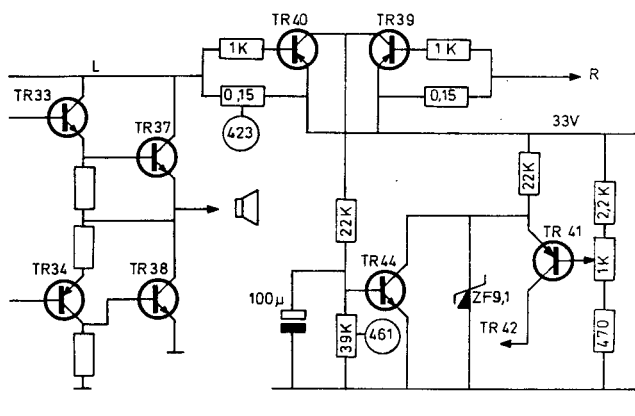 TR40
TR39
1K
1K
L
R
0,15
0,15
423
33V
TR33
TR37
22K
2,2K
22K
TR 41
1K
TR34
TR38
TR44
100µ
ZF9,1
39K
461
TR 42
470